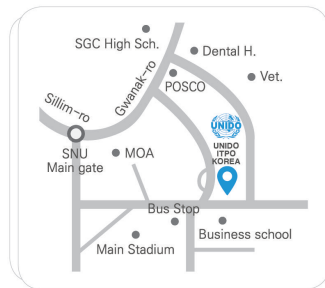 SGC High Sch.
Dental H.
Gwanak-ro
POSCO
Vet.
Sillim-ro
UNIDO
UNIDO
ITPO
KOREA
SNU
Main gate
MOA
Bus Stop
Main Stadium
Business school